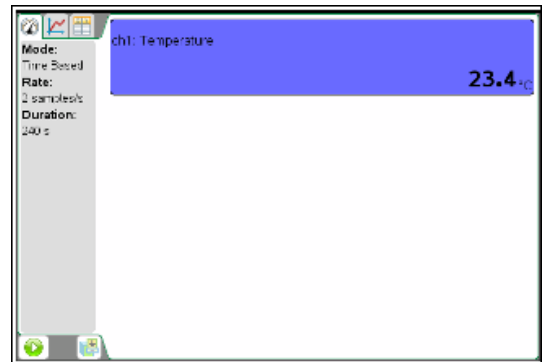 Mode:
Time Based
Rate:
2 samples/s
Duration:
240 s
ch1: Temperature
23.4 °C